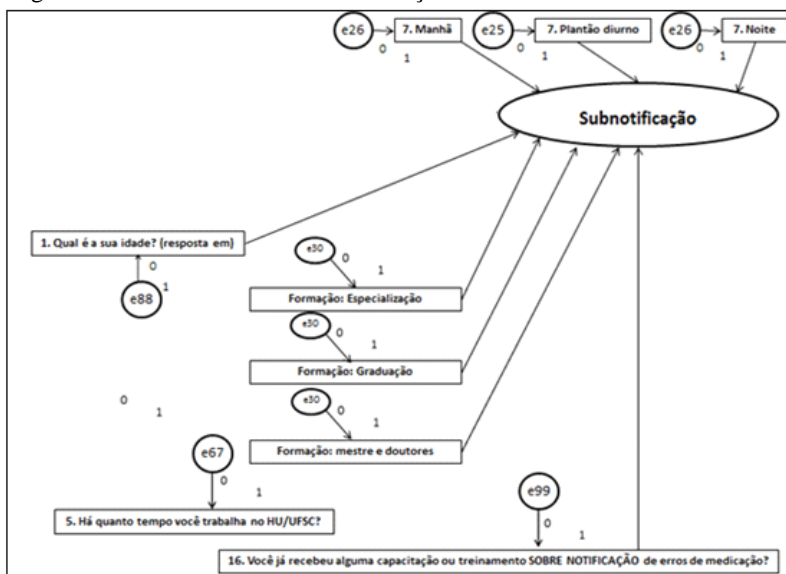 e26
7. Manhã
e25
7. Plantão diurno
e26
7. Noite
0
1
0
1
0
1
Subnotificação
1. Qual é a sua idade? (resposta em)
0
1
e88
e30
0
1
Formação: Especialização
e30
0
1
Formação: Graduação
0
1
e30
0
1
Formação: mestre e doutores
e67
0
1
5. Há quanto tempo você trabalha no HU/UFSC?
e99
0
1
16. Você já recebeu alguma capacitação ou treinamento SOBRE NOTIFICAÇÃO de erros de medicação?